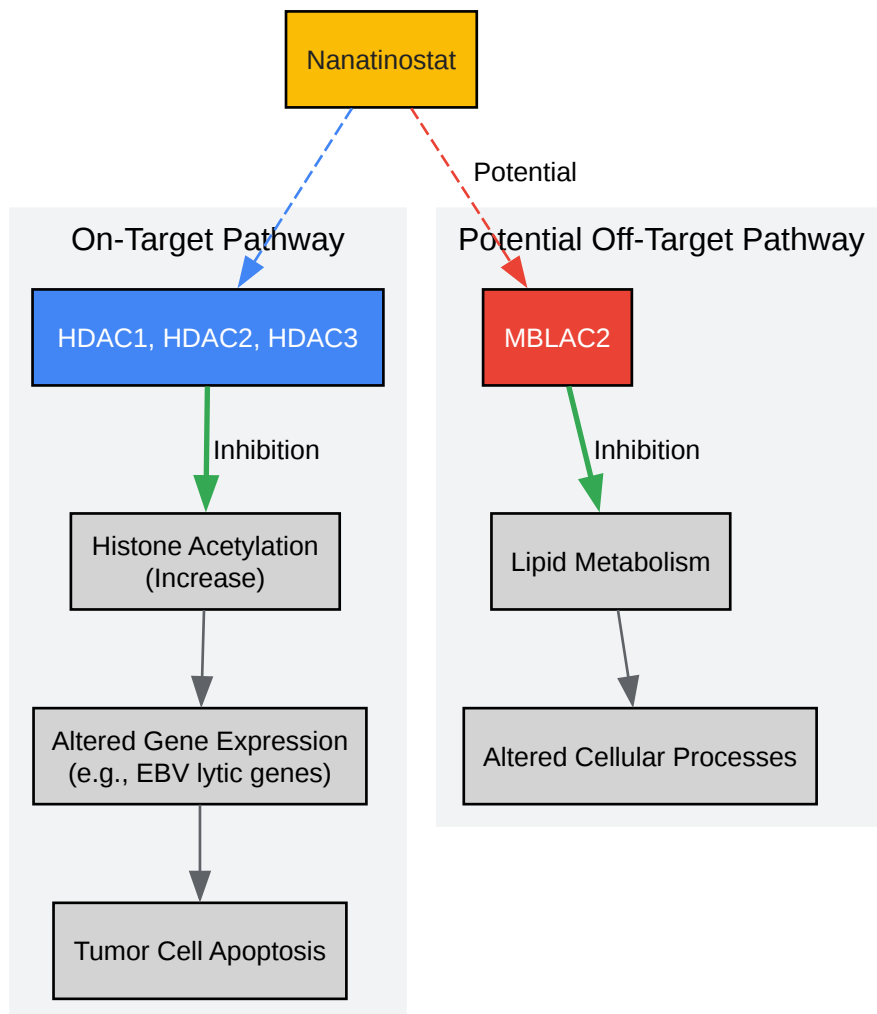 Nanatinostat
Potential
On-Target Pathway
Potential Off-Target Pathway
HDAC1, HDAC2, HDAC3
MBLAC2
Inhibition
Inhibition
Histone Acetylation
(Increase)
Lipid Metabolism
Altered Gene Expression
(e.g., EBV lytic genes)
Altered Cellular Processes
Tumor Cell Apoptosis